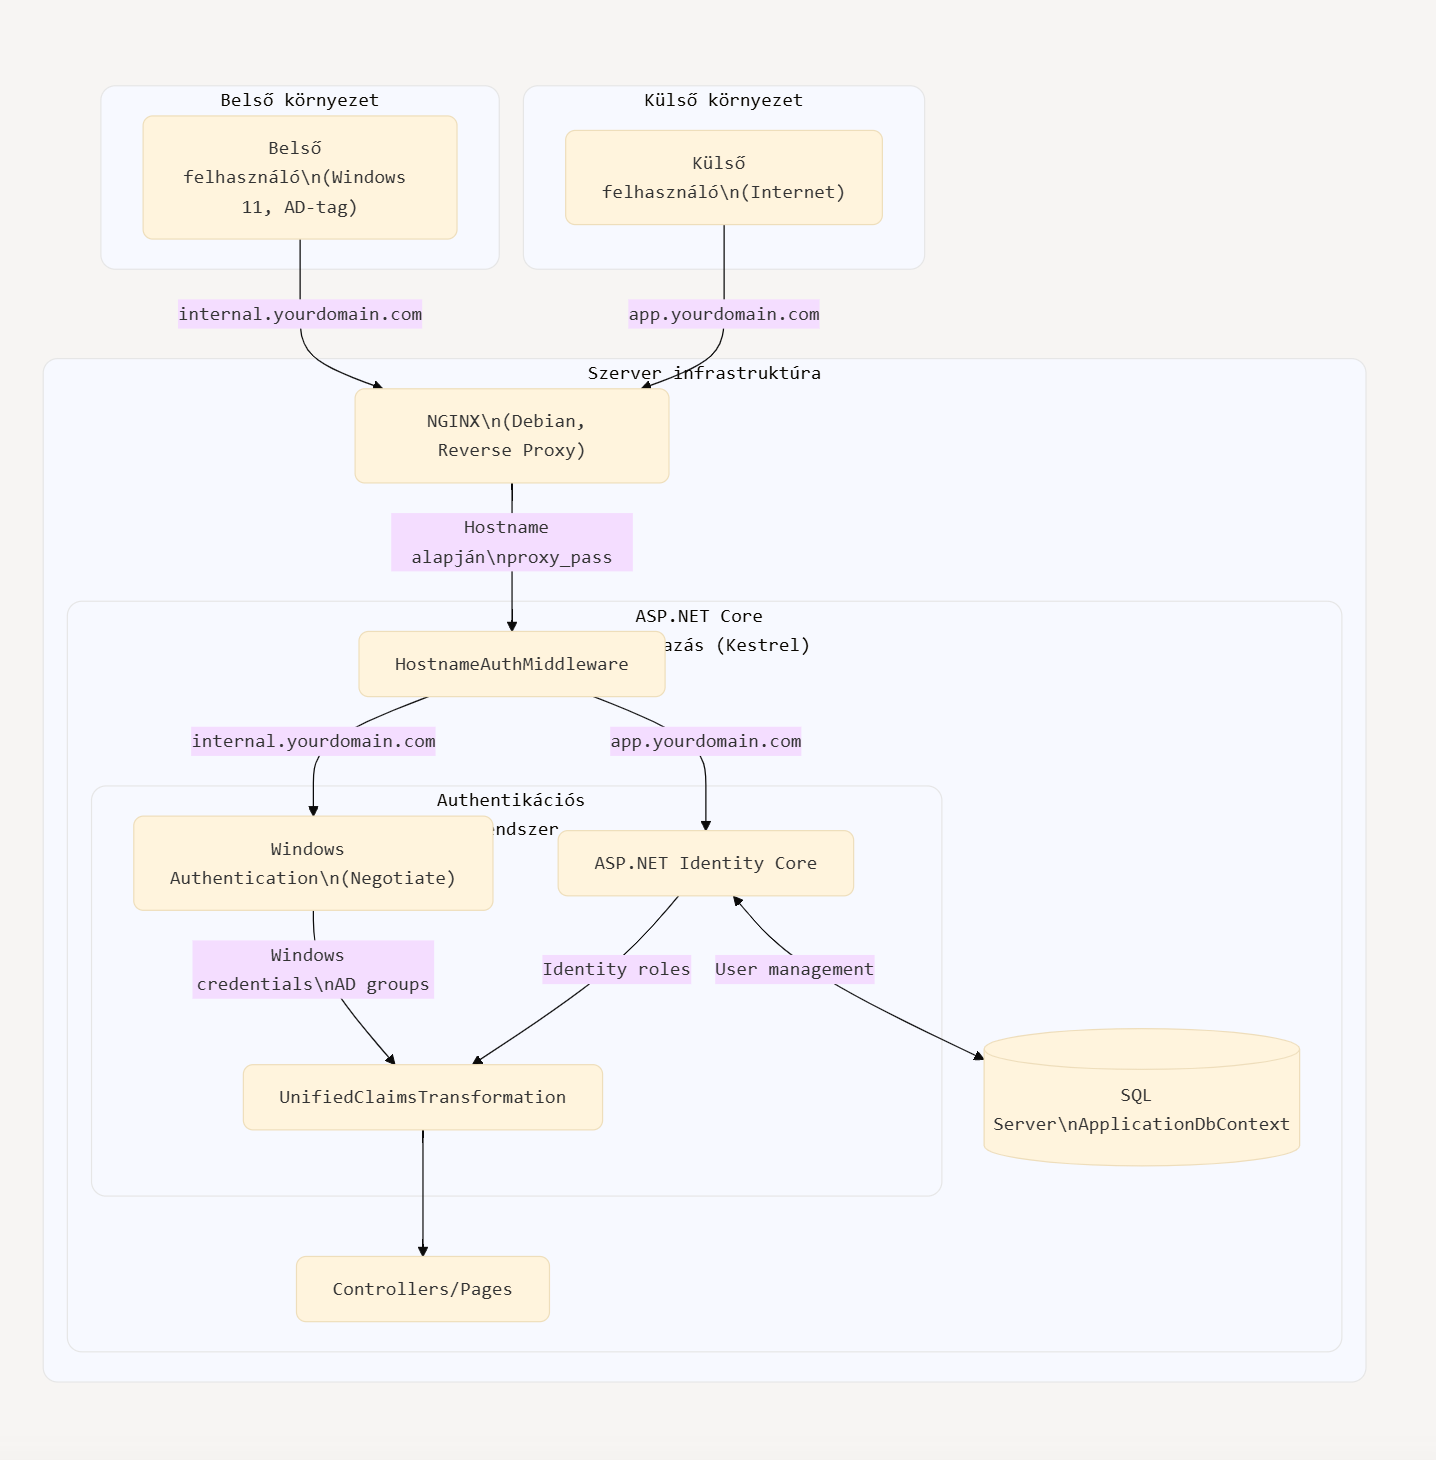 Belső környezet
Belső
felhasználó\n(Windows
11, AD-tag)
Külső környezet
Külső
felhasználó\n(Internet)
internal.yourdomain.com
app.yourdomain.com
Szerver infrastruktúra
NGINX\n(Debian,
Reverse Proxy)
Hostname
alapján\nproxy_pass
ASP.NET Core
azás (Kestrel)
HostnameAuthMiddleware
internal.yourdomain.com
app.yourdomain.com
Authentikációs
endszer
Windows
Authentication\n(Negotiate)
ASP.NET Identity Core
Windows
credentials\nAD groups
Identity roles
User management
UnifiedClaimsTransformation
SQL
Server\nApplicationDbContext
Controllers/Pages